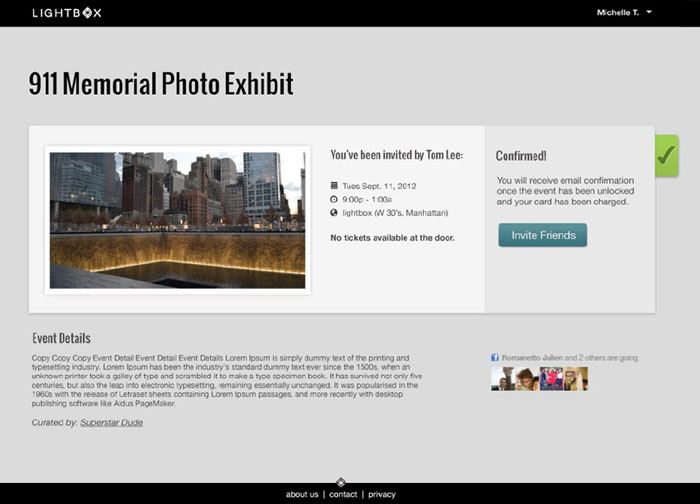 LIGHTBOX
Michelle T.
911 Memorial Photo Exhibit
You've been invited by Tom Lee:
Tues Sept. 11, 2012
9:00p - 1:00a
lightbox (W 30's, Manhattan)
No tickets available at the door.
Confirmed!
You will receive email confirmation
once the event has been unlocked
and your card has been charged.
Invite Friends
Event Details
Copy Copy Copy Event Detail Event Detail Event Details Lorem Ipsum is simply dummy text of the printing and
typesetting industry. Lorem Ipsum has been the industry's standard dummy text ever since the 1500s, when an
unknown printer took a galley of type and scrambled it to make a type specimen book. It has survived not only five
centuries, but also the leap into electronic typesetting, remaining essentially unchanged. It was popularised in the
1960s with the release of Letraset sheets containing Lorem Ipsum passages, and more recently with desktop
publishing software like Aldus PageMaker.
Curated by: Superstar Dude
f Romanetto Julien and 2 others are going.
about us | contact | privacy